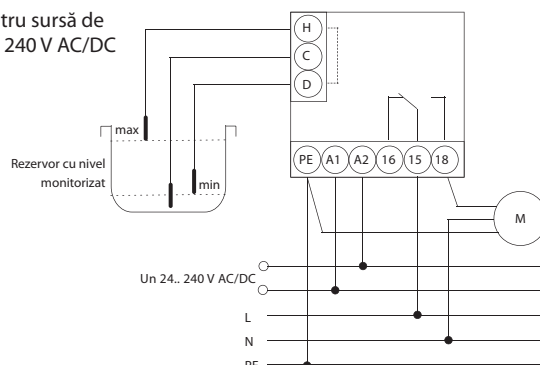 tru sursă de
240 V AC/DC
H
C
D
max
Rezervor cu nivel
monitorizat
min
PE A1 A2 16 15 18
M
Un 24.. 240 V AC/DC
L
N
PE